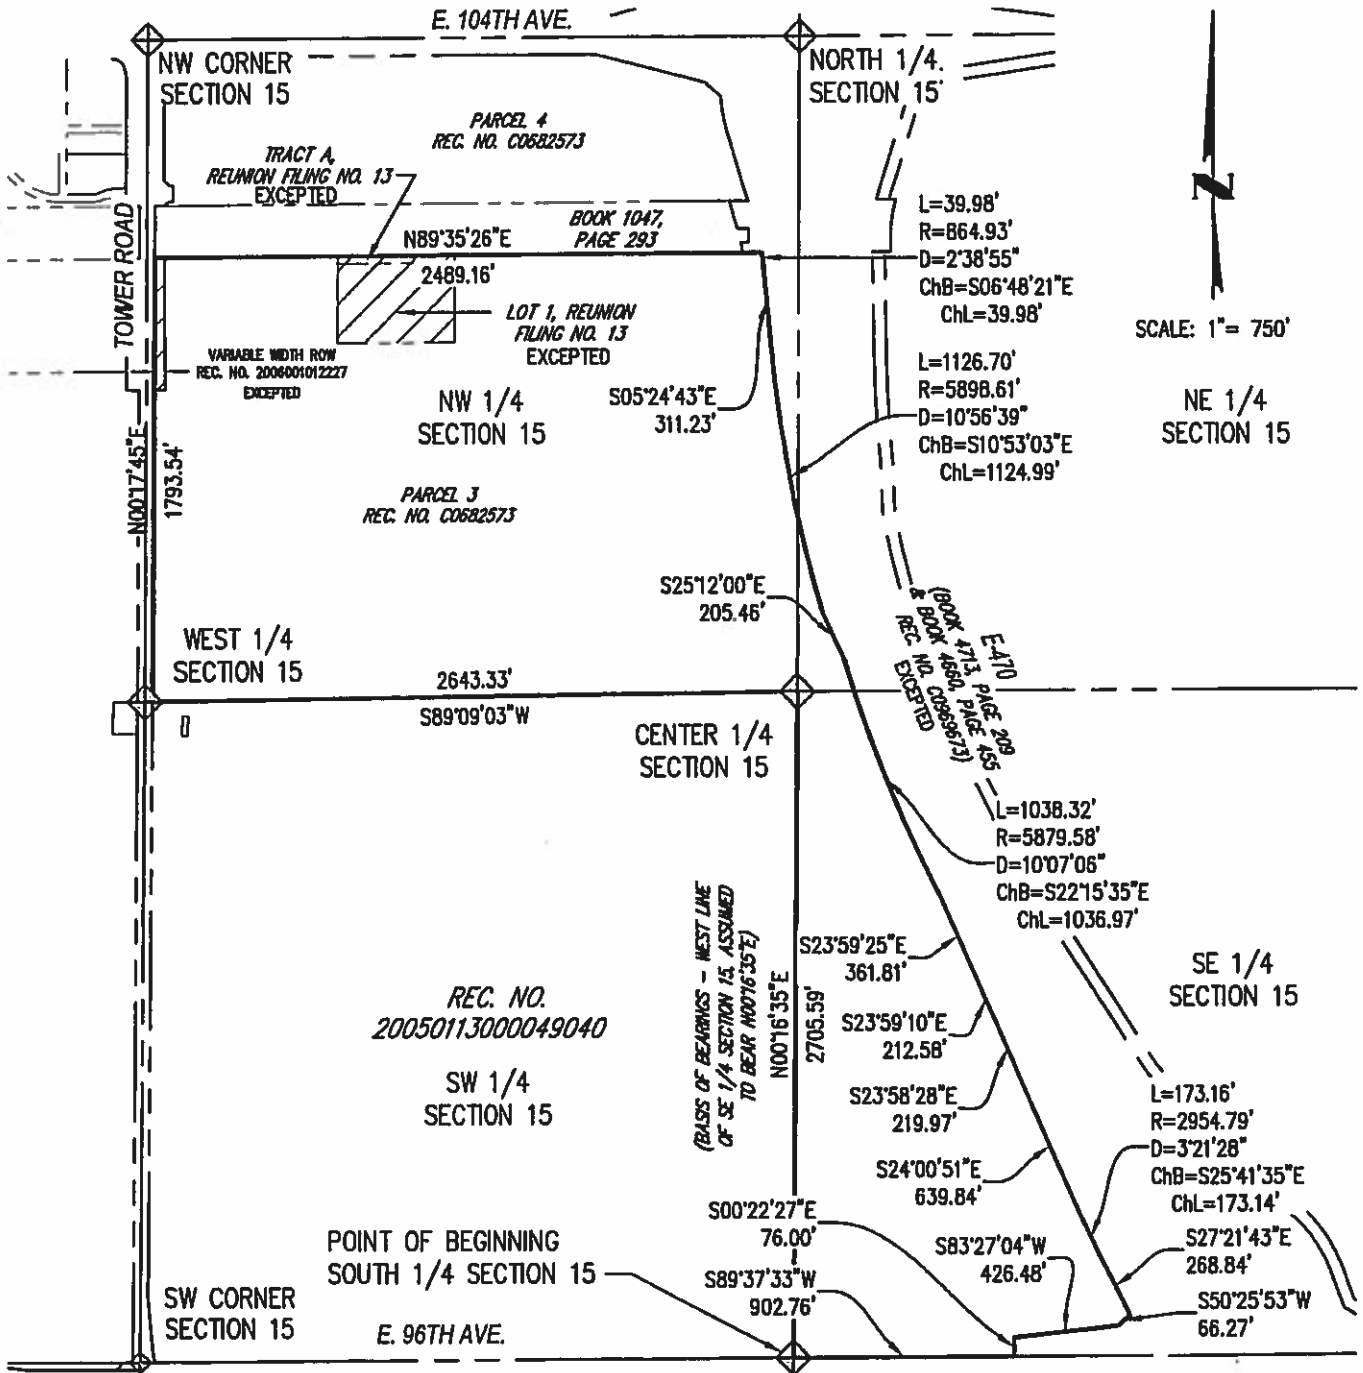 E. 104TH AVE.
NW CORNER
SECTION 15
NORTH 1/4.
SECTION 15
PARCEL 4
REC. NO. C0682573
TRACT A,
REUNION FILING NO. 13
EXCEPTED
BOOK 1047,
PAGE 293
N89°35'26"E
2489.16'
TOWER ROAD
LOT 1, REUNION
FILING NO. 13
EXCEPTED
VARIABLE WIDTH ROW
REC. NO. 2006001012227
EXCEPTED
L=39.98'
R=864.93'
D=2°38'55"
ChB=S06°48'21"E
ChL=39.98'
N
SCALE: 1"= 750'
L=1126.70'
R=5898.61'
D=10°56'39"
ChB=S10°53'03"E
ChL=1124.99'
S05°24'43"E
311.23'
NW 1/4
SECTION 15
NE 1/4
SECTION 15
N00°17'45"E
1793.54'
PARCEL 3
REC. NO. C0682573
S25°12'00"E
205.46'
WEST 1/4
SECTION 15
2643.33'
S89°09'03"W
CENTER 1/4
SECTION 15
E-470
(BOOK 4713, PAGE 209
& BOOK 4660, PAGE 455
REC. NO. C0969673)
EXCEPTED
L=1038.32'
R=5879.58'
D=10°07'06"
ChB=S22°15'35"E
ChL=1036.97'
(BASIS OF BEARINGS - WEST LINE
OF SE 1/4 SECTION 15, ASSUMED
TO BEAR N00°16'35"E)
N00°16'35"E
2705.59'
S23°59'25"E
361.81'
SE 1/4
SECTION 15
REC. NO.
20050113000049040
S23°59'10"E
212.58'
SW 1/4
SECTION 15
S23°58'28"E
219.97'
L=173.16'
R=2954.79'
D=3°21'28"
ChB=S25°41'35"E
ChL=173.14'
S24°00'51"E
639.84'
S00°22'27"E
76.00'
S83°27'04"W
426.48'
S27°21'43"E
268.84'
POINT OF BEGINNING
SOUTH 1/4 SECTION 15
S89°37'33"W
902.76'
S50°25'53"W
66.27'
SW CORNER
SECTION 15
E. 96TH AVE.